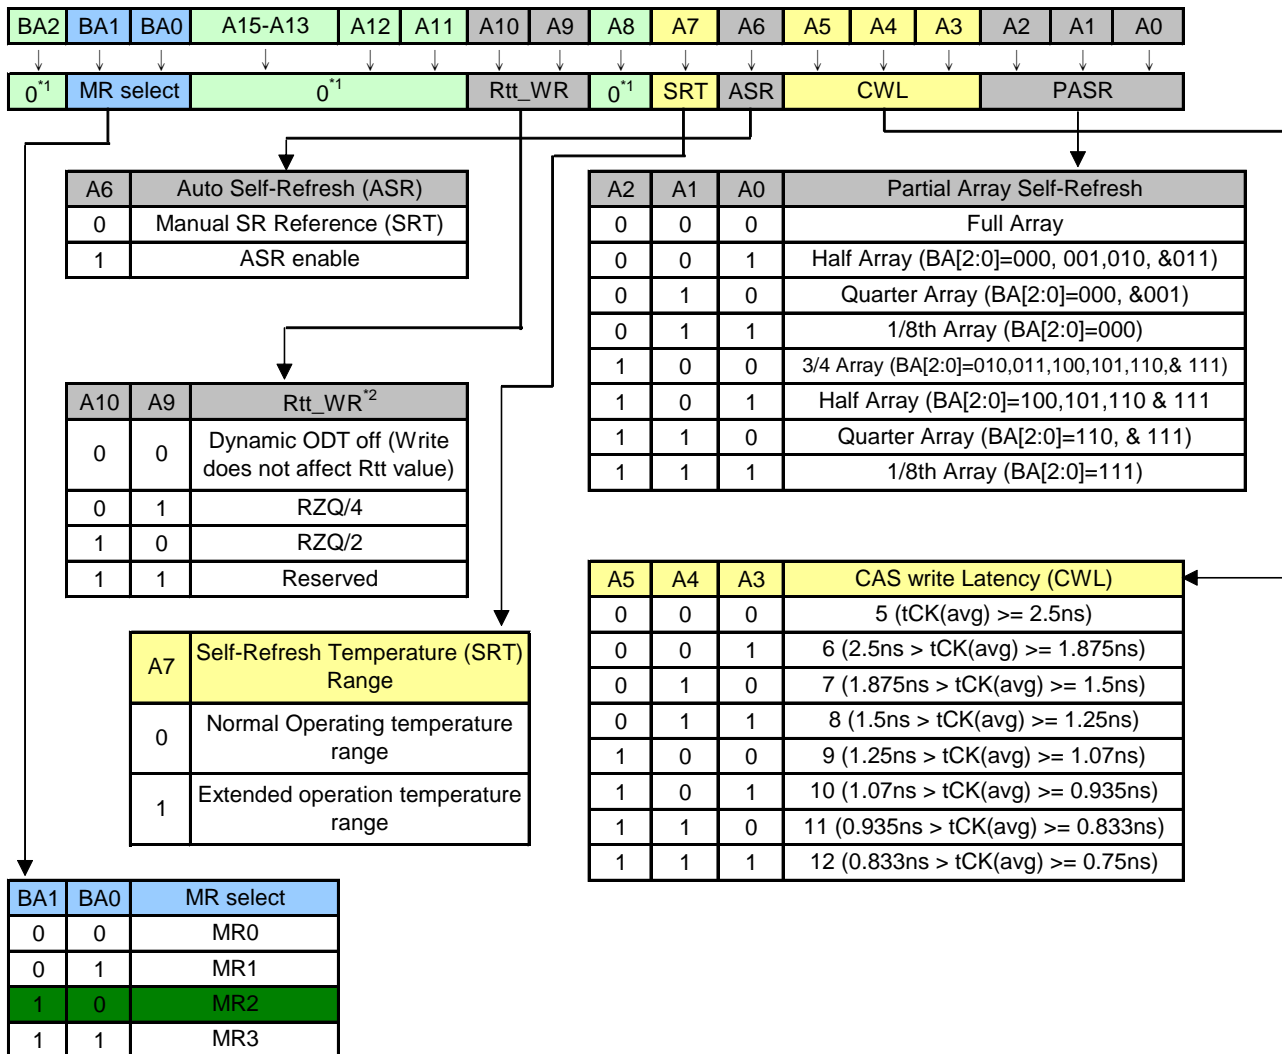 BA2 BA1 BA0 A15-A13 A12 A11 A10 A9 A8 A7 A6 A5 A4 A3 A2 A1 A0
0*1 MR select 0*1 Rtt_WR 0*1 SRT ASR CWL PASR
A6 Auto Self-Refresh (ASR)
0 Manual SR Reference (SRT)
1 ASR enable
A2 A1 A0 Partial Array Self-Refresh
0 0 0 Full Array
0 0 1 Half Array (BA[2:0]=000, 001,010, &011)
0 1 0 Quarter Array (BA[2:0]=000, &001)
0 1 1 1/8th Array (BA[2:0]=000)
1 0 0 3/4 Array (BA[2:0]=010,011,100,101,110,& 111)
1 0 1 Half Array (BA[2:0]=100,101,110 & 111
1 1 0 Quarter Array (BA[2:0]=110, & 111)
1 1 1 1/8th Array (BA[2:0]=111)
A10 A9 Rtt_WR*2
0 0 Dynamic ODT off (Write
does not affect Rtt value)
0 1 RZQ/4
1 0 RZQ/2
1 1 Reserved
A7 Self-Refresh Temperature (SRT)
Range
0 Normal Operating temperature
range
1 Extended operation temperature
range
A5 A4 A3 CAS write Latency (CWL)
0 0 0 5 (tCK(avg) >= 2.5ns)
0 0 1 6 (2.5ns > tCK(avg) >= 1.875ns)
0 1 0 7 (1.875ns > tCK(avg) >= 1.5ns)
0 1 1 8 (1.5ns > tCK(avg) >= 1.25ns)
1 0 0 9 (1.25ns > tCK(avg) >= 1.07ns)
1 0 1 10 (1.07ns > tCK(avg) >= 0.935ns)
1 1 0 11 (0.935ns > tCK(avg) >= 0.833ns)
1 1 1 12 (0.833ns > tCK(avg) >= 0.75ns)
BA1 BA0 MR select
0 0 MR0
0 1 MR1
1 0 MR2
1 1 MR3